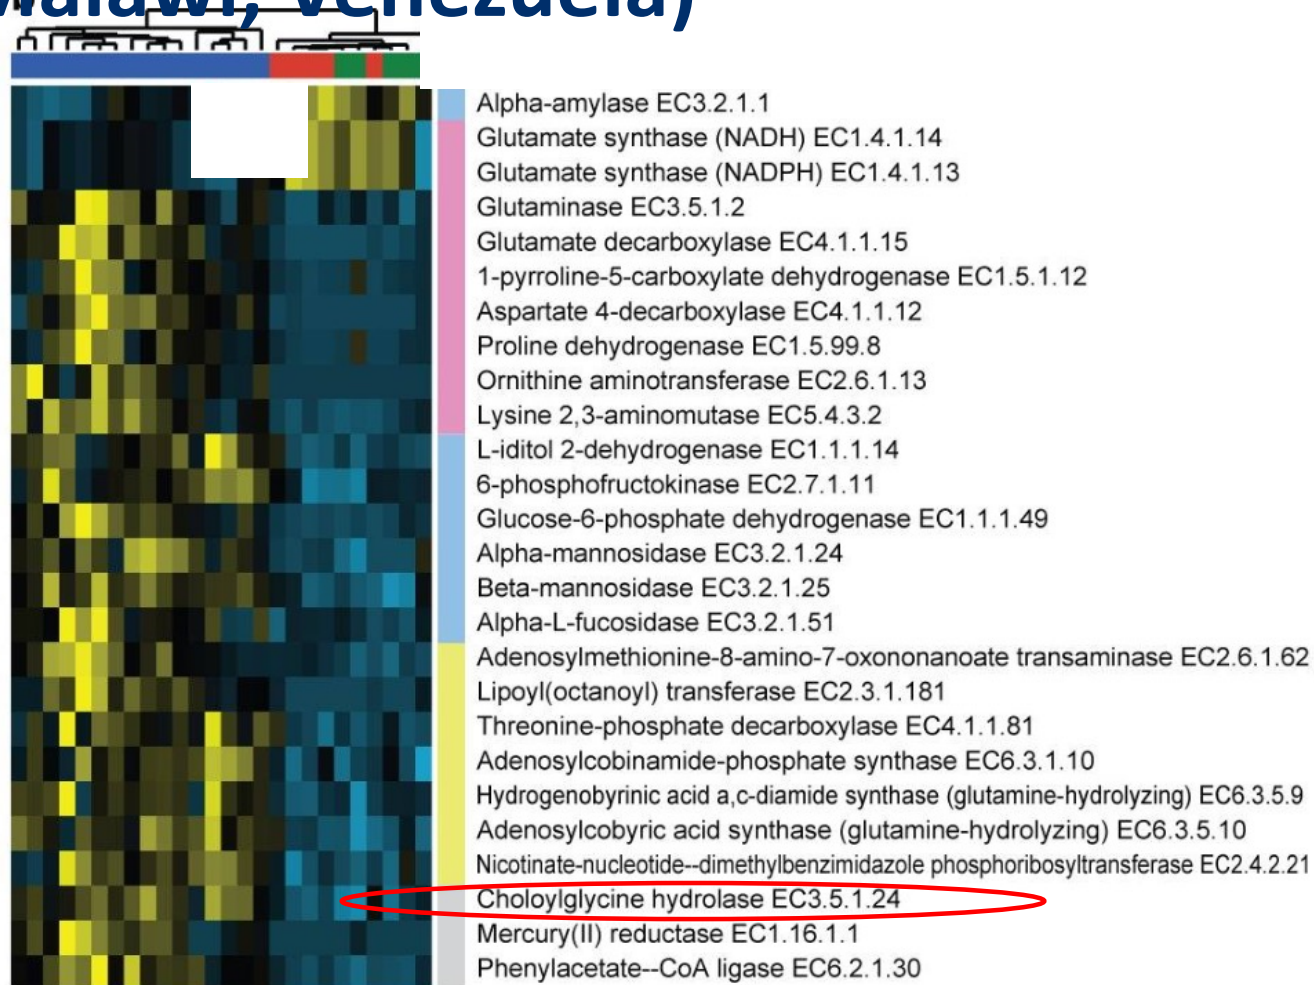 Malawi, Venezuela)
Alpha-amylase EC3.2.1.1
Glutamate synthase (NADH) EC1.4.1.14
Glutamate synthase (NADPH) EC1.4.1.13
Glutaminase EC3.5.1.2
Glutamate decarboxylase EC4.1.1.15
1-pyrroline-5-carboxylate dehydrogenase EC1.5.1.12
Aspartate 4-decarboxylase EC4.1.1.12
Proline dehydrogenase EC1.5.99.8
Ornithine aminotransferase EC2.6.1.13
Lysine 2,3-aminomutase EC5.4.3.2
L-iditol 2-dehydrogenase EC1.1.1.14
6-phosphofructokinase EC2.7.1.11
Glucose-6-phosphate dehydrogenase EC1.1.1.49
Alpha-mannosidase EC3.2.1.24
Beta-mannosidase EC3.2.1.25
Alpha-L-fucosidase EC3.2.1.51
Adenosylmethionine-8-amino-7-oxononanoate transaminase EC2.6.1.62
Lipoyl(octanoyl) transferase EC2.3.1.181
Threonine-phosphate decarboxylase EC4.1.1.81
Adenosylcobinamide-phosphate synthase EC6.3.1.10
Hydrogenobyrinic acid a,c-diamide synthase (glutamine-hydrolyzing) EC6.3.5.9
Adenosylcobyric acid synthase (glutamine-hydrolyzing) EC6.3.5.10
Nicotinate-nucleotide--dimethylbenzimidazole phosphoribosyltransferase EC2.4.2.21
Choloylglycine hydrolase EC3.5.1.24
Mercury(II) reductase EC1.16.1.1
Phenylacetate--CoA ligase EC6.2.1.30